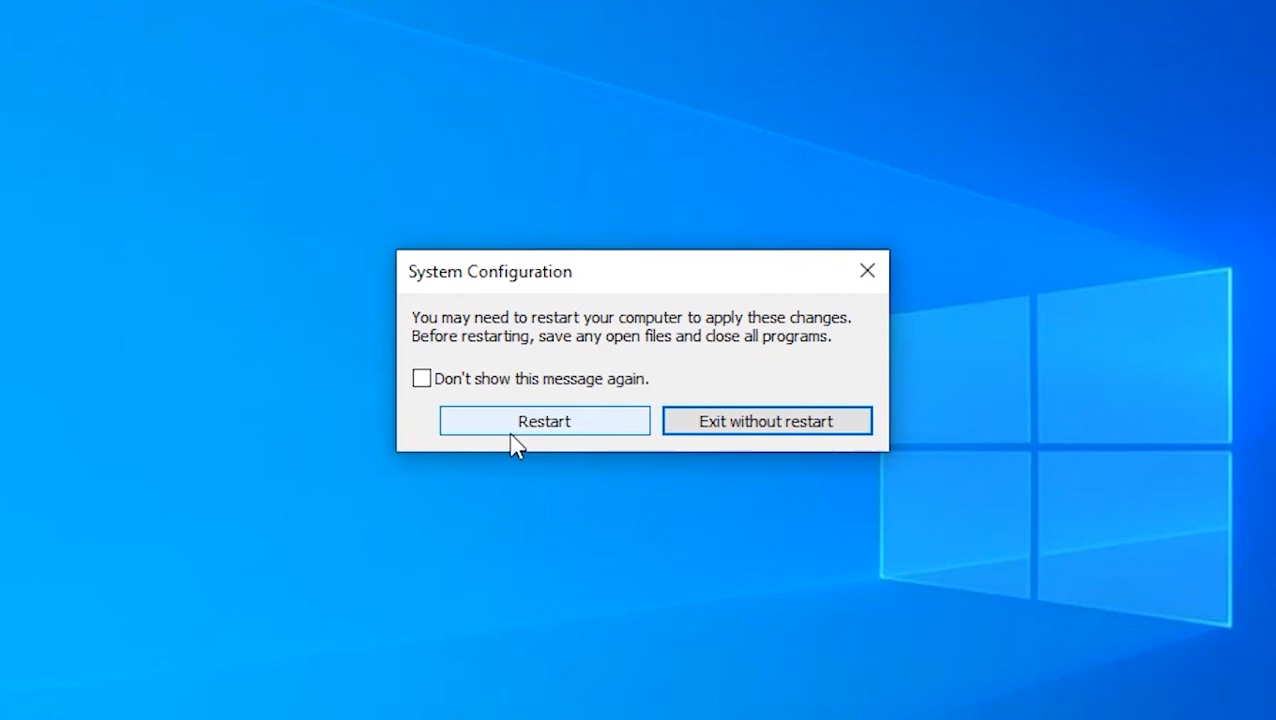 System Configuration
You may need to restart your computer to apply these changes.
Before restarting, save any open files and close all programs.
Don't show this message again.
Restart
Exit without restart